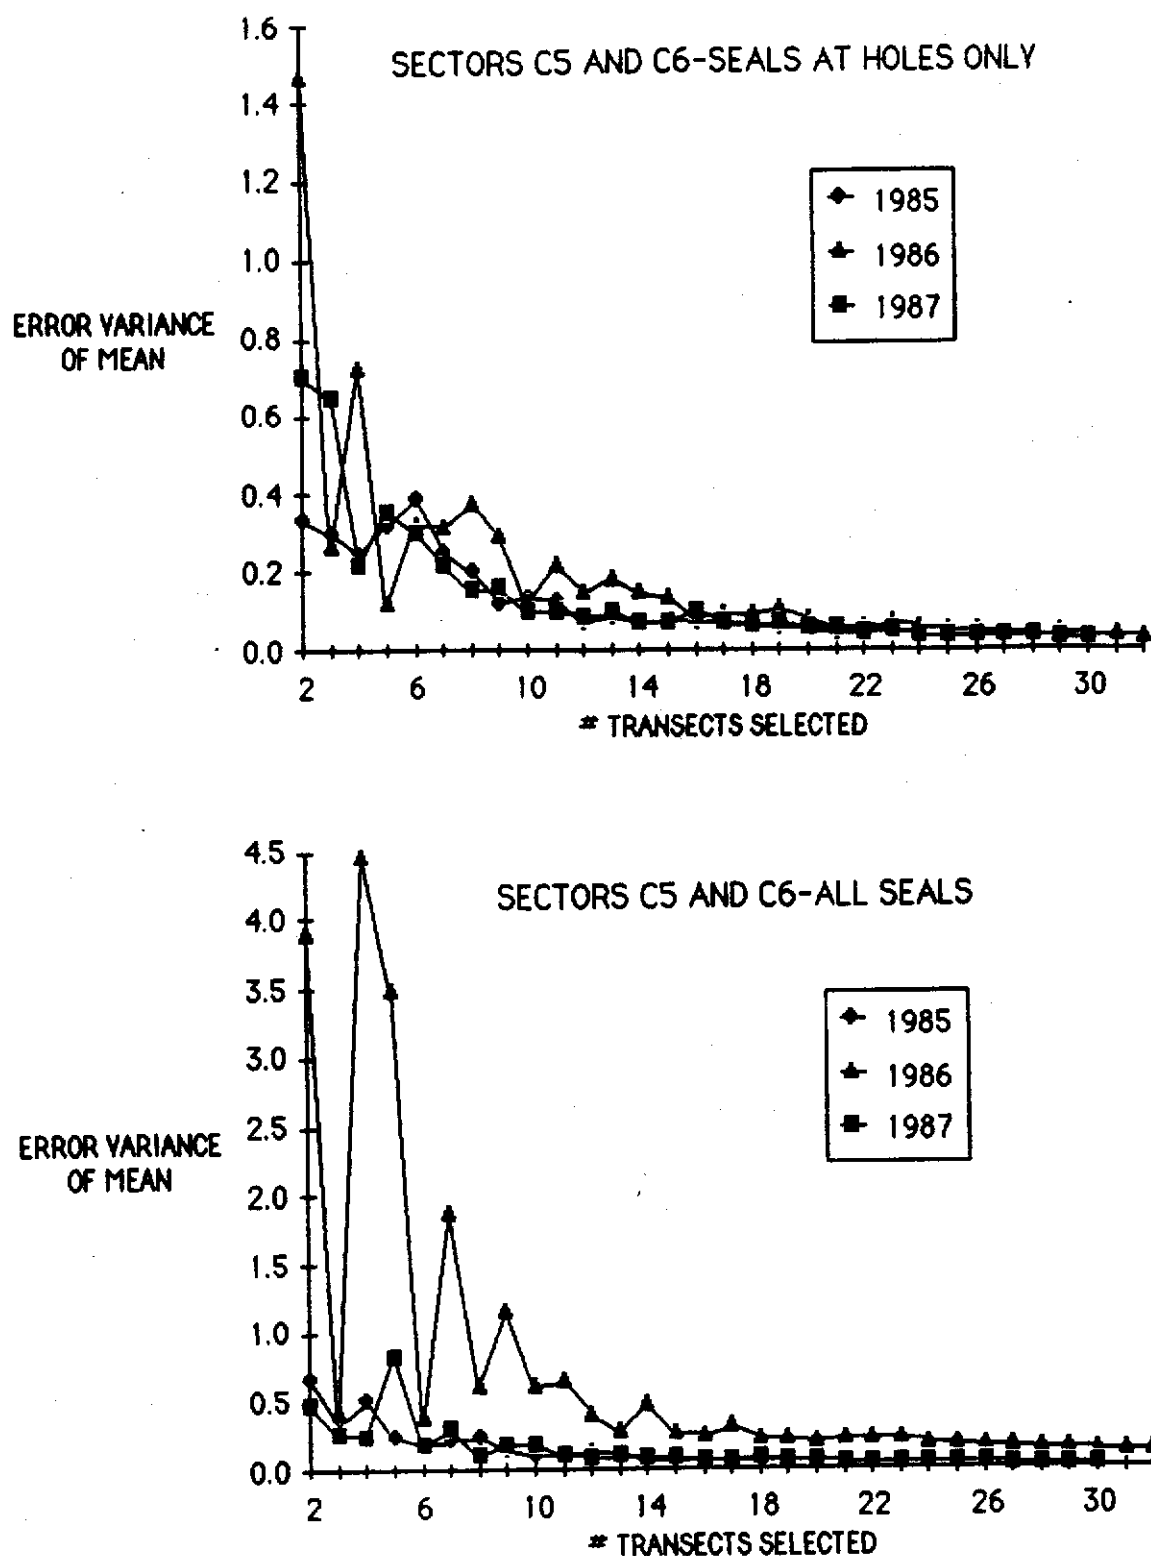 SECTORS C5 AND C6-SEALS AT HOLES ONLY
1.6
1.4
1.2
1.0
0.8
0.6
0.4
0.2
0.0
ERROR VARIANCE
OF MEAN
1985
1986
1987
2 6 10 14 18 22 26 30
# TRANSECTS SELECTED
SECTORS C5 AND C6-ALL SEALS
4.5
4.0
3.5
3.0
2.5
2.0
1.5
1.0
0.5
0.0
ERROR VARIANCE
OF MEAN
1985
1986
1987
2 6 10 14 18 22 26 30
# TRANSECTS SELECTED